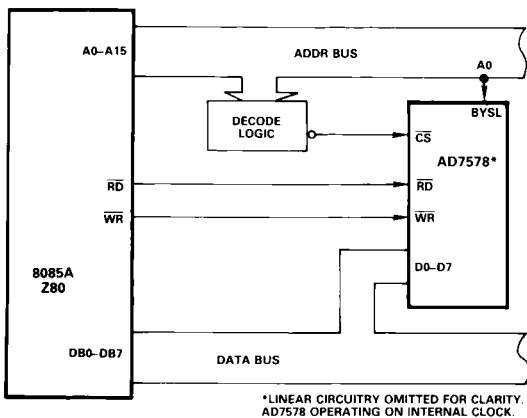 A0–A15
ADDR BUS
A0
BYSL
DECODE
LOGIC
CS
AD7578*
RD
RD
WR
WR
8085A
Z80
D0–D7
DB0–DB7
DATA BUS
*LINEAR CIRCUITRY OMITTED FOR CLARITY.
AD7578 OPERATING ON INTERNAL CLOCK.